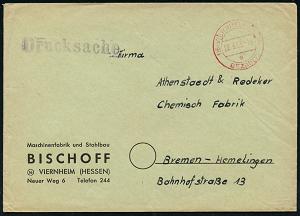 Drucksache
Firma
Athenstaedt & Redeker
Chemisch Fabrik
Maschinenfabrik und Stahlbau
BISCHOFF
VIERNHEIM (HESSEN)
Neuer Weg 6 Telefon 244
Bremen-Hemelingen
Bahnhofstraße 13